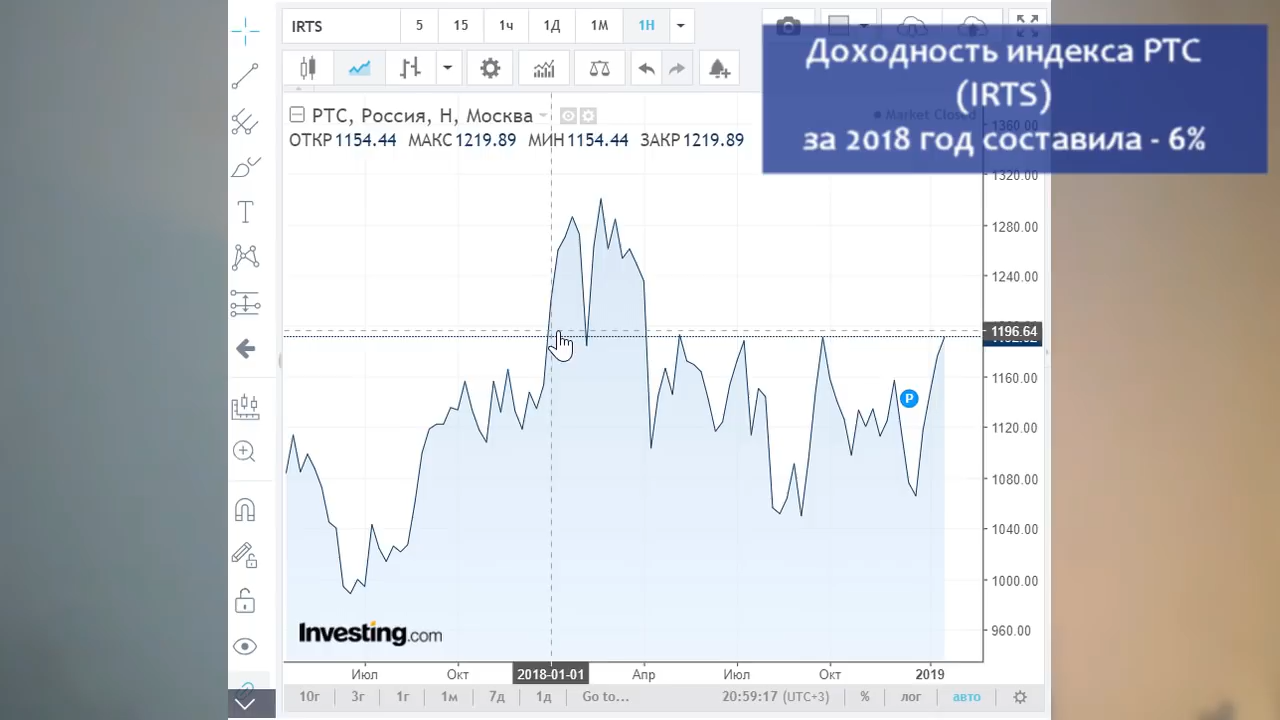 IRTS 5 15 1ч 1Д 1М 1Н
Доходность индекса РТС
(IRTS)
за 2018 год составила - 6%
РТС, Россия, Н, Москва
Market Closed
ОТКР 1154.44 МАКС 1219.89 МИН 1154.44 ЗАКР 1219.89
1360.00
1320.00
1280.00
1240.00
1196.64
1160.00
1120.00
P
1080.00
1040.00
1000.00
960.00
Investing.com
Июл Окт 2018-01-01 Апр Июл Окт 2019
10г 3г 1г 1м 7д 1д Go to... 20:59:17 (UTC+3) % лог авто